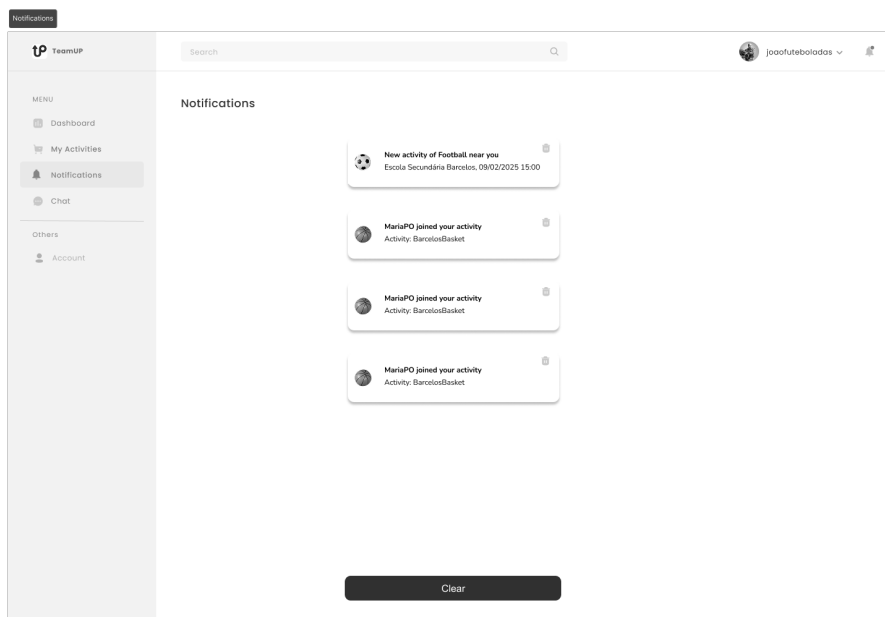 Notifications
TeamUP
Search
joaofuteboladas
MENU
Dashboard
My Activities
Notifications
Chat
Others
Account
Notifications
New activity of Football near you
Escola Secundária Barcelos, 09/02/2025 15:00
MariaPO joined your activity
Activity: BarcelosBasket
MariaPO joined your activity
Activity: BarcelosBasket
MariaPO joined your activity
Activity: BarcelosBasket
Clear